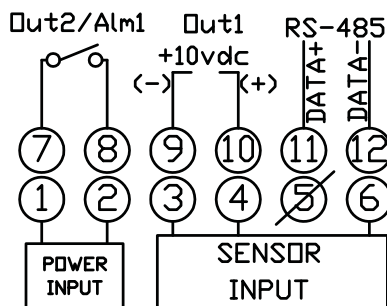 Out2/Alm1
Out1
RS-485
+10vdc
(-)
(+)
DATA+
DATA-
7 8 9 10 11 12
1 2 3 4 5 6
POWER
INPUT
SENSOR
INPUT